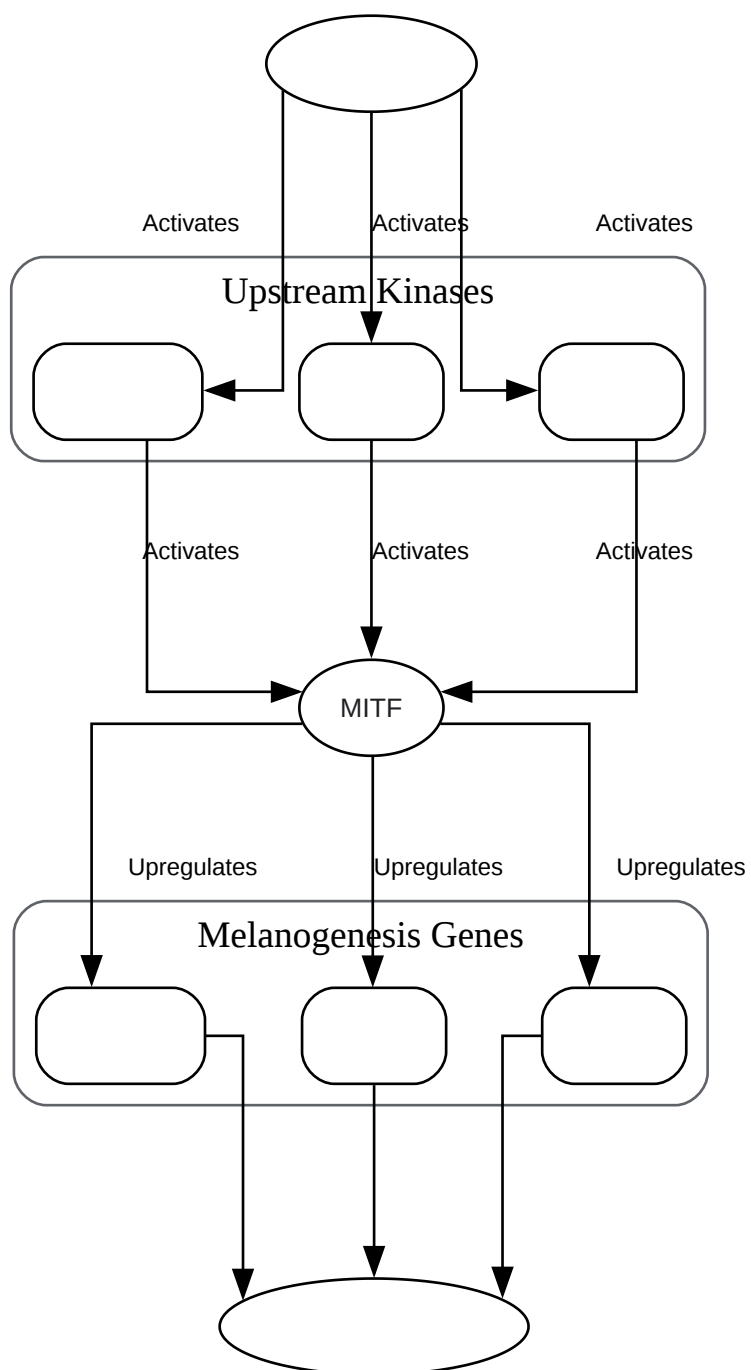 Activates
Activates
Activates
Upstream Kinases
Activates
Activates
Activates
MITF
Upregulates
Upregulates
Upregulates
Melanogenesis Genes